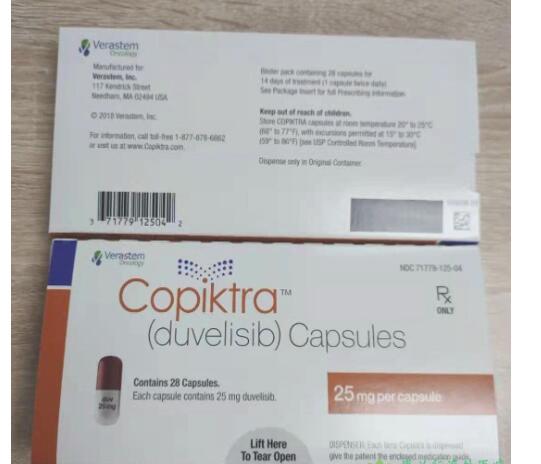 Verastem
Oncology
Manufactured for:
Verastem, Inc.
117 Kendrick Street
Needham, MA 02494 USA
© 2018 Verastem, Inc.
For information, call toll-free 1-877-878-6662
or visit us at www.Copiktra.com.
Blister pack containing 28 capsules for
14 days of treatment (1 capsule twice daily)
See Package Insert for full Prescribing Information.
Keep out of reach of children.
Store COPIKTRA capsules at room temperature 20° to 25°C
(68° to 77°F), with excursions permitted at 15° to 30°C
(59° to 86°F) [see USP Controlled Room Temperature]
Dispense only in Original Container.
3 71779 12504 2
Verastem
Oncology
NDC 71779-125-04
Copiktra™
(duvelisib) Capsules
Rx
ONLY
duv
25mg
Contains 28 Capsules.
Each capsule contains 25 mg duvelisib.
25 mg per capsule
Lift Here
To Tear Open
DISPENSER: Each time Copiktra is dispensed
give the patient the enclosed medication guide.